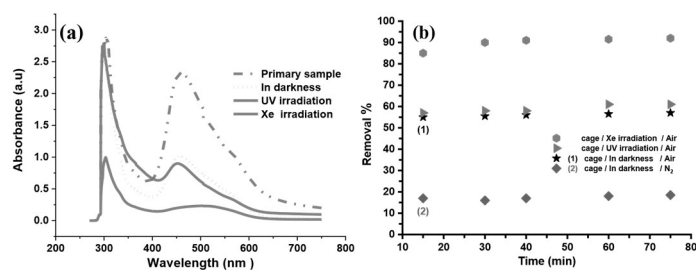 (a)
Absorbance (a.u)
3.0
2.5
2.0
1.5
1.0
0.5
0.0
200 300 400 500 600 700 800
Wavelength (nm )
Primary sample
In darkness
UV irradiation
Xe irradiation
(b)
Removal %
100
90
80
70
60
50
40
30
20
10
0
10 20 30 40 50 60 70 80
Time (min)
(1)
(2)
cage / Xe irradiation / Air
cage / UV irradiation / Air
(1) cage / In darkness / Air
(2) cage / In darkness / N₂